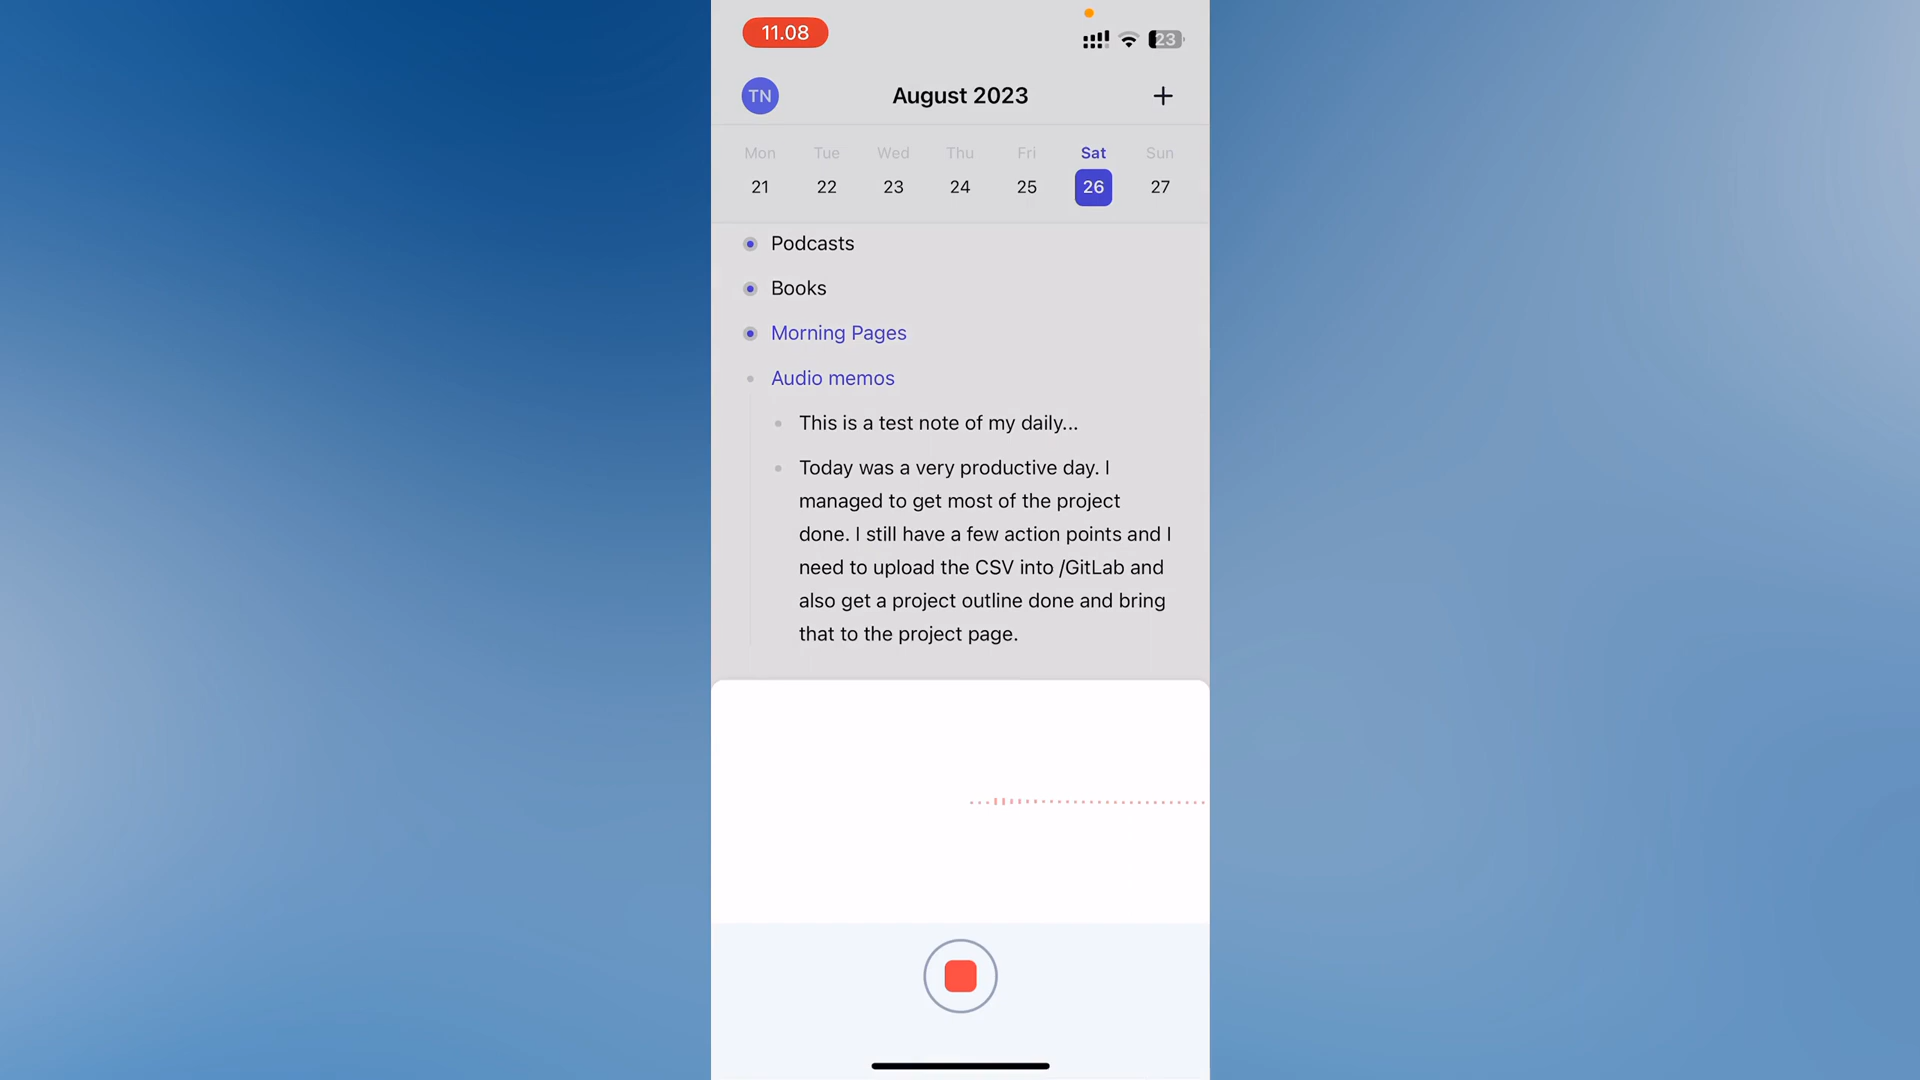 11.08
23
TN
August 2023
Mon Tue Wed Thu Fri Sat Sun
21 22 23 24 25 26 27
Podcasts
Books
Morning Pages
Audio memos
This is a test note of my daily...
Today was a very productive day. I
managed to get most of the project
done. I still have a few action points and I
need to upload the CSV into /GitLab and
also get a project outline done and bring
that to the project page.